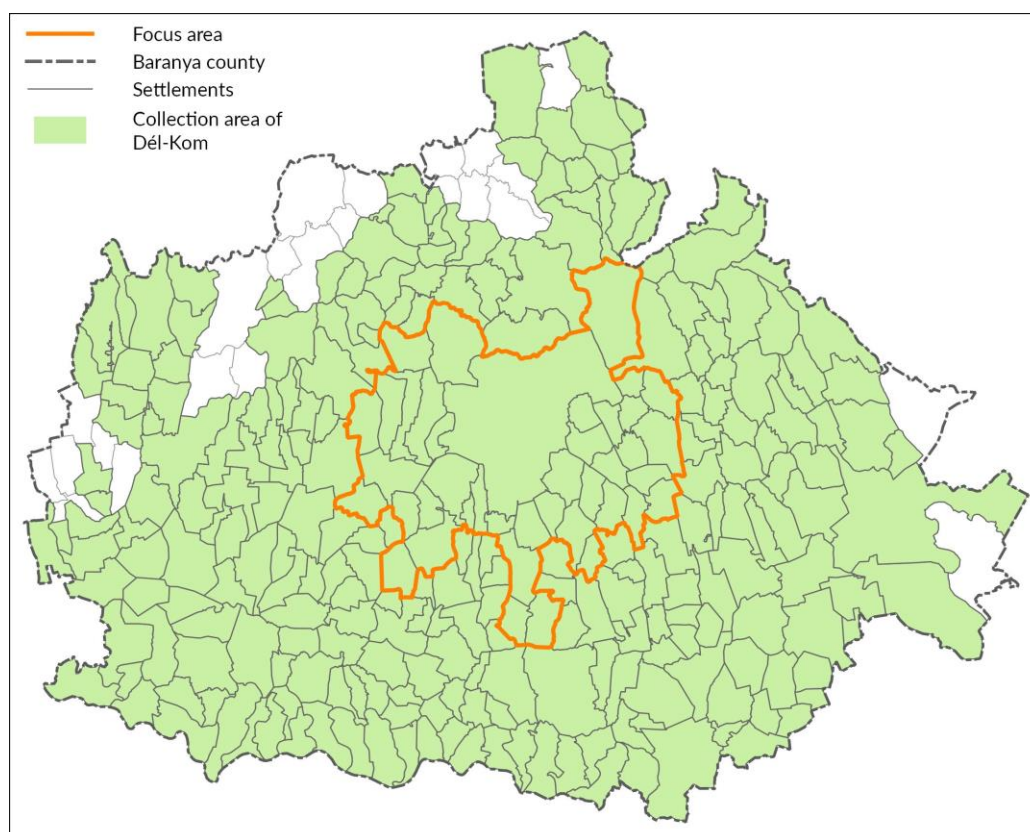 Focus area
Baranya county
Settlements
Collection area of
Dél-Kom